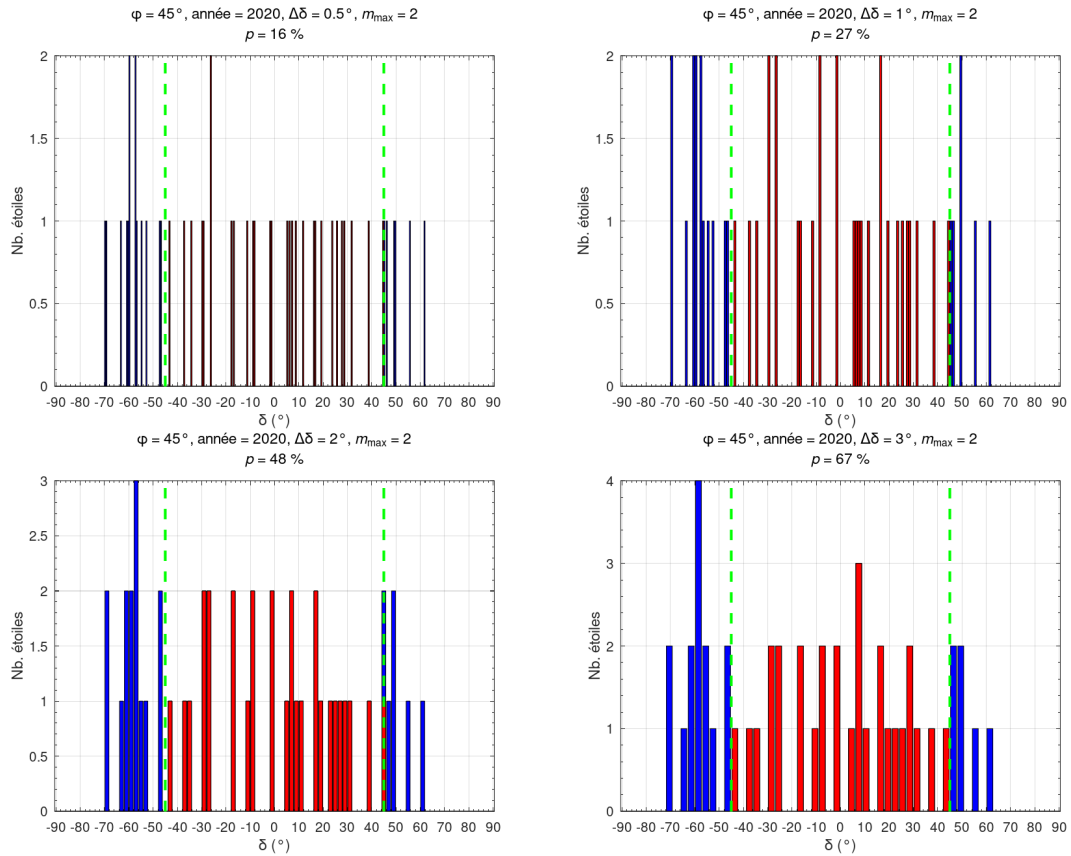 φ = 45°, année = 2020, Δδ = 0.5°, mmax = 2
p = 16 %
2
1.5
1
0.5
0
Nb. étoiles
-90 -80 -70 -60 -50 -40 -30 -20 -10 0 10 20 30 40 50 60 70 80 90
δ (°)
φ = 45°, année = 2020, Δδ = 1°, mmax = 2
p = 27 %
2
1.5
1
0.5
0
Nb. étoiles
-90 -80 -70 -60 -50 -40 -30 -20 -10 0 10 20 30 40 50 60 70 80 90
δ (°)
φ = 45°, année = 2020, Δδ = 2°, mmax = 2
p = 48 %
3
2.5
2
1.5
1
0.5
0
Nb. étoiles
-90 -80 -70 -60 -50 -40 -30 -20 -10 0 10 20 30 40 50 60 70 80 90
δ (°)
φ = 45°, année = 2020, Δδ = 3°, mmax = 2
p = 67 %
4
3
2
1
0
Nb. étoiles
-90 -80 -70 -60 -50 -40 -30 -20 -10 0 10 20 30 40 50 60 70 80 90
δ (°)